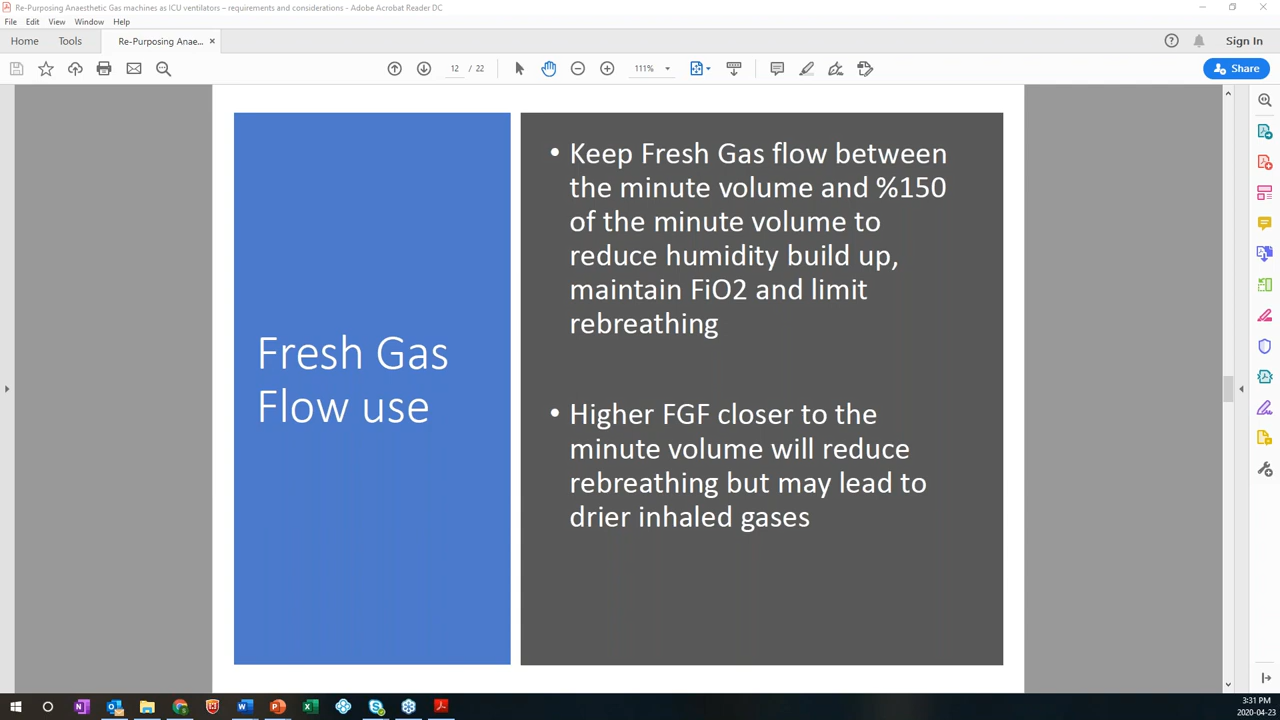 Re-Purposing Anaesthetic Gas machines as ICU ventilators – requirements and considerations - Adobe Acrobat Reader DC
File Edit View Window Help
Home Tools Re-Purposing Anae... ×
Sign In
12 / 22
111%
Share
Fresh Gas
Flow use
• Keep Fresh Gas flow between
the minute volume and %150
of the minute volume to
reduce humidity build up,
maintain FiO2 and limit
rebreathing
• Higher FGF closer to the
minute volume will reduce
rebreathing but may lead to
drier inhaled gases
3:31 PM
2020-04-23